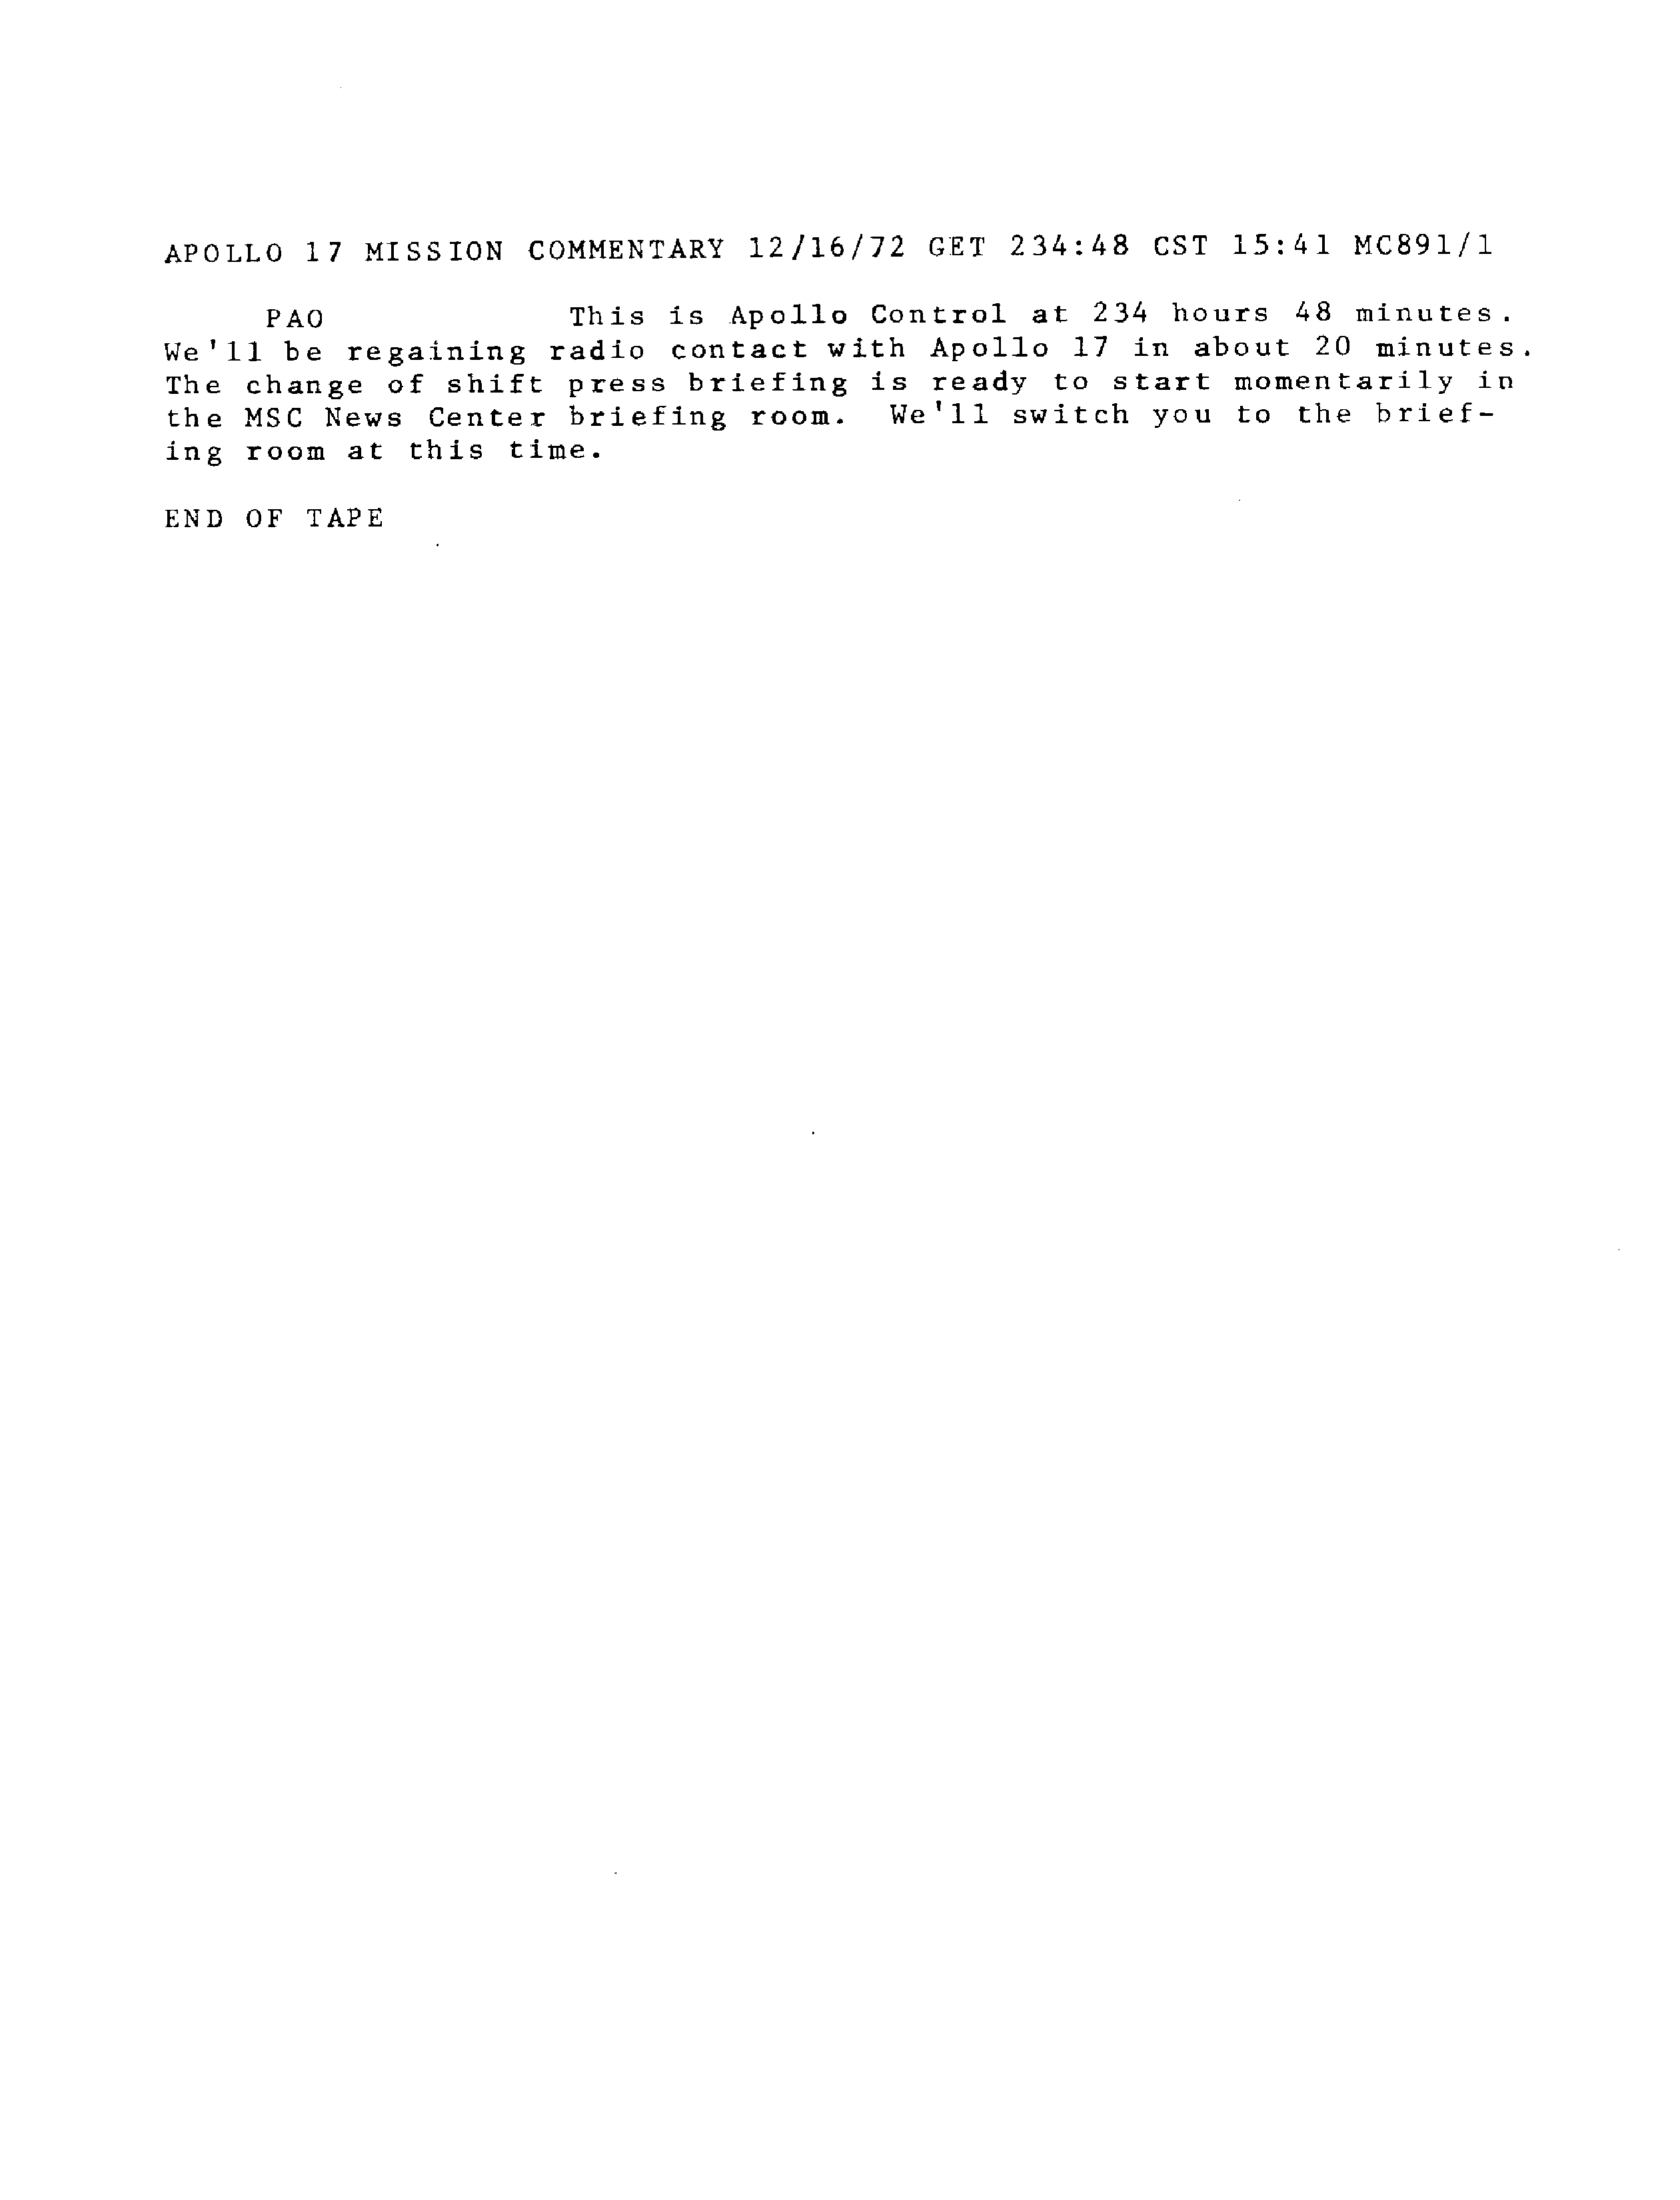 APOLLO 17 MISSION COMMENTARY 12/16/72 GET 234:48 CST 15:41 MC891/1
PAO This is Apollo Control at 234 hours 48 minutes.
We'll be regaining radio contact with Apollo 17 in about 20 minutes.
The change of shift press briefing is ready to start momentarily in
the MSC News Center briefing room. We'll switch you to the brief-
ing room at this time.
END OF TAPE